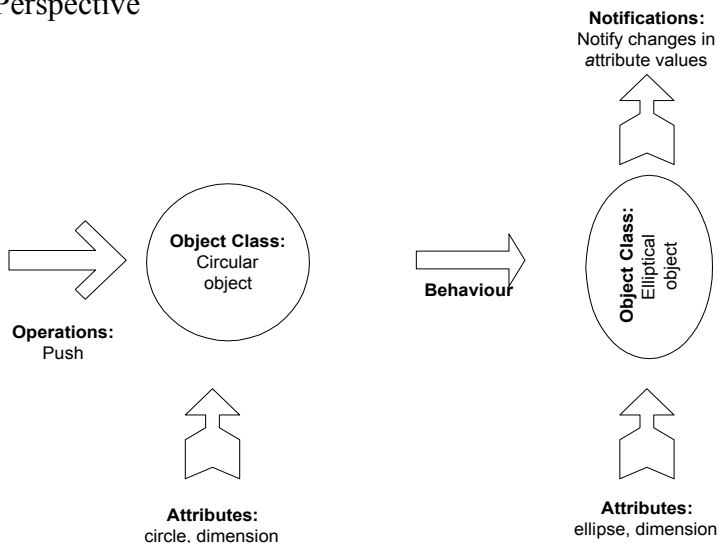 Perspective
Notifications:
Notify changes in
attribute values
Object Class:
Circular
object
Operations:
Push
Behaviour
Object Class:
Elliptical
object
Attributes:
circle, dimension
Attributes:
ellipse, dimension